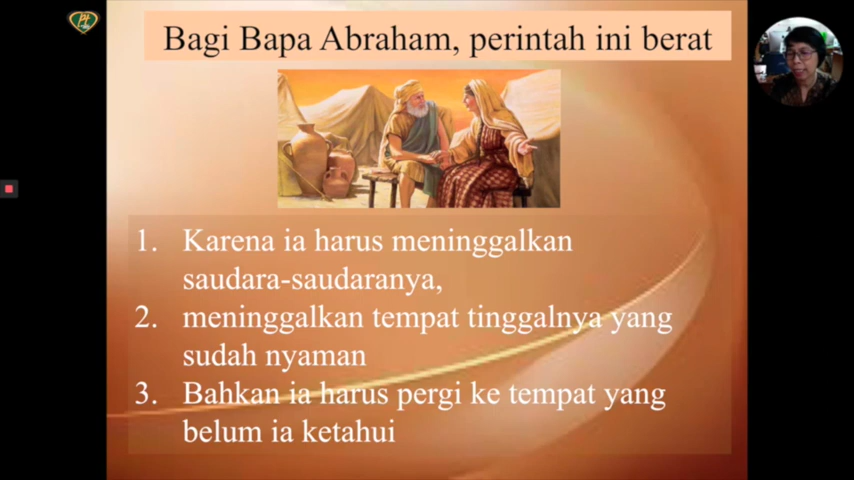 Bagi Bapa Abraham, perintah ini berat
1. Karena ia harus meninggalkan
saudara-saudaranya,
2. meninggalkan tempat tinggalnya yang
sudah nyaman
3. Bahkan ia harus pergi ke tempat yang
belum ia ketahui